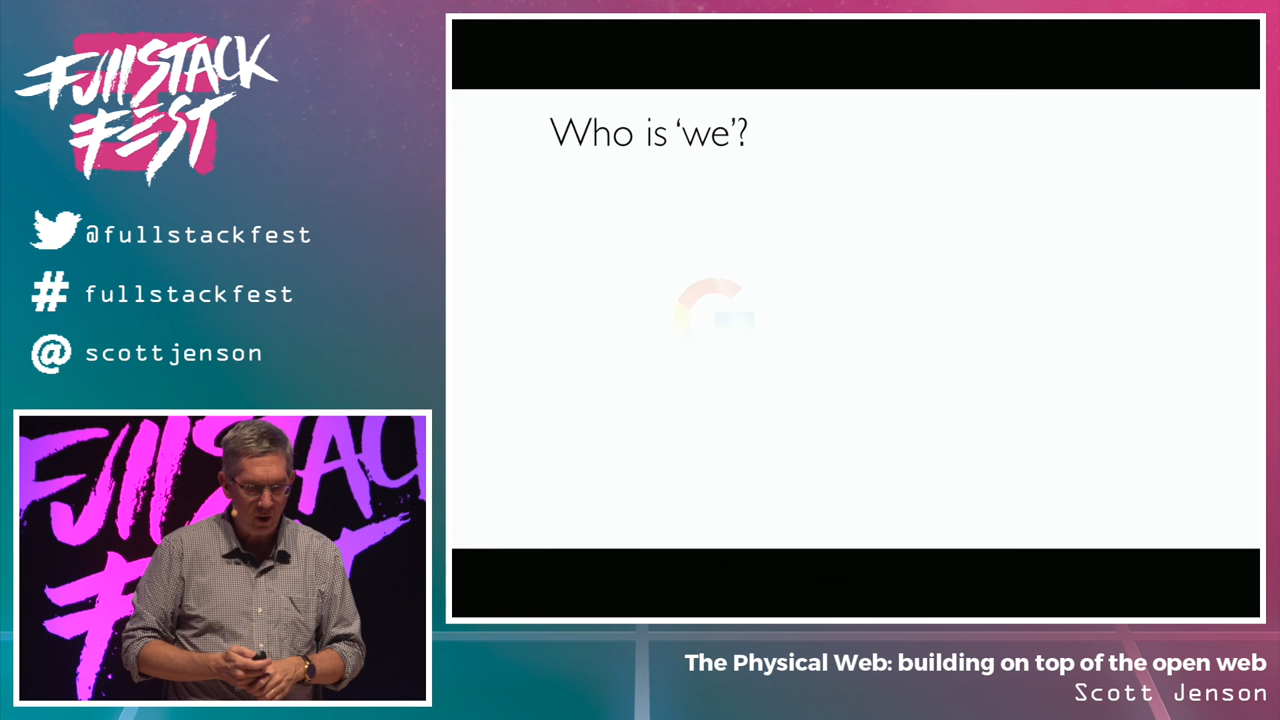 FullSTACK
FEST
@fullstackfest
# fullstackfest
@ scottjenson
Who is ‘we’?
G
FullSTACK
The Physical Web: building on top of the open web
Scott Jenson